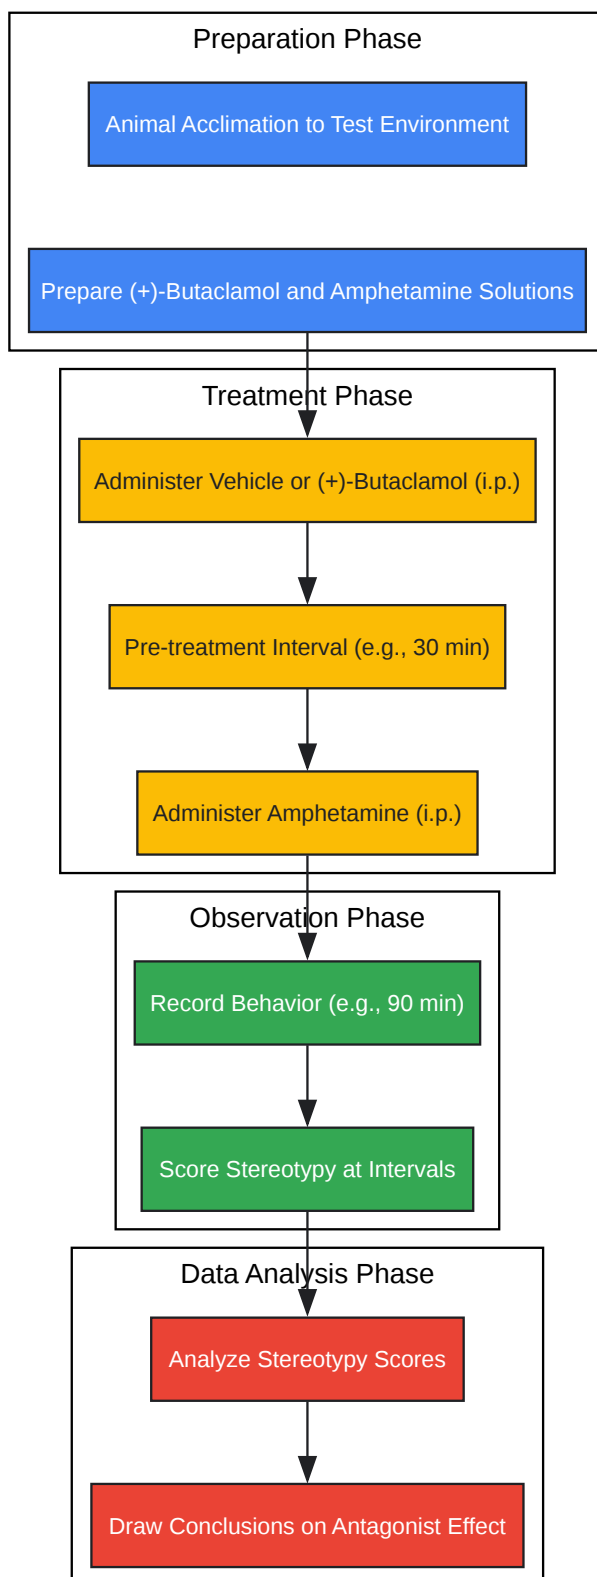 Preparation Phase
Animal Acclimation to Test Environment
Prepare (+)-Butaclamol and Amphetamine Solutions
Treatment Phase
Administer Vehicle or (+)-Butaclamol (i.p.)
Pre-treatment Interval (e.g., 30 min)
Administer Amphetamine (i.p.)
Observation Phase
Record Behavior (e.g., 90 min)
Score Stereotypy at Intervals
Data Analysis Phase
Analyze Stereotypy Scores
Draw Conclusions on Antagonist Effect